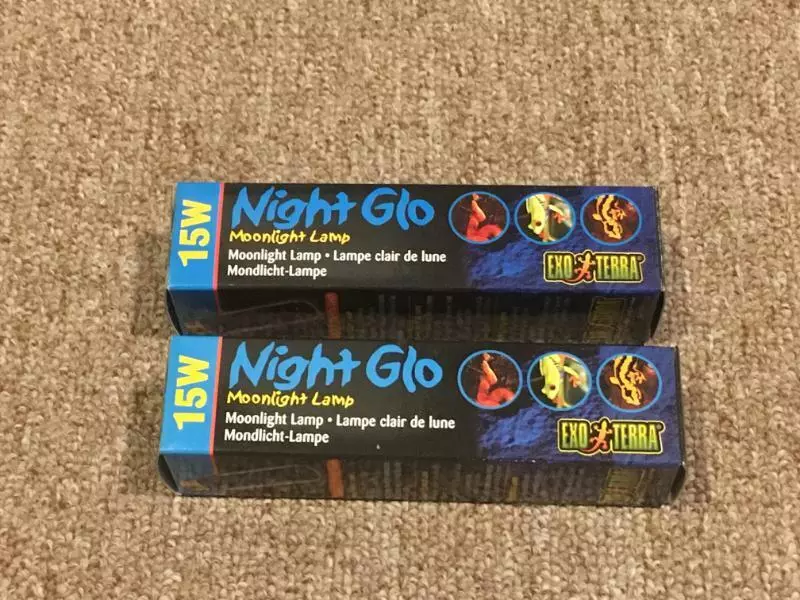 15W
Night Glo
Moonlight Lamp
Moonlight Lamp • Lampe clair de lune
Mondlicht-Lampe
EXO TERRA
15W
Night Glo
Moonlight Lamp
Moonlight Lamp • Lampe clair de lune
Mondlicht-Lampe
EXO TERRA